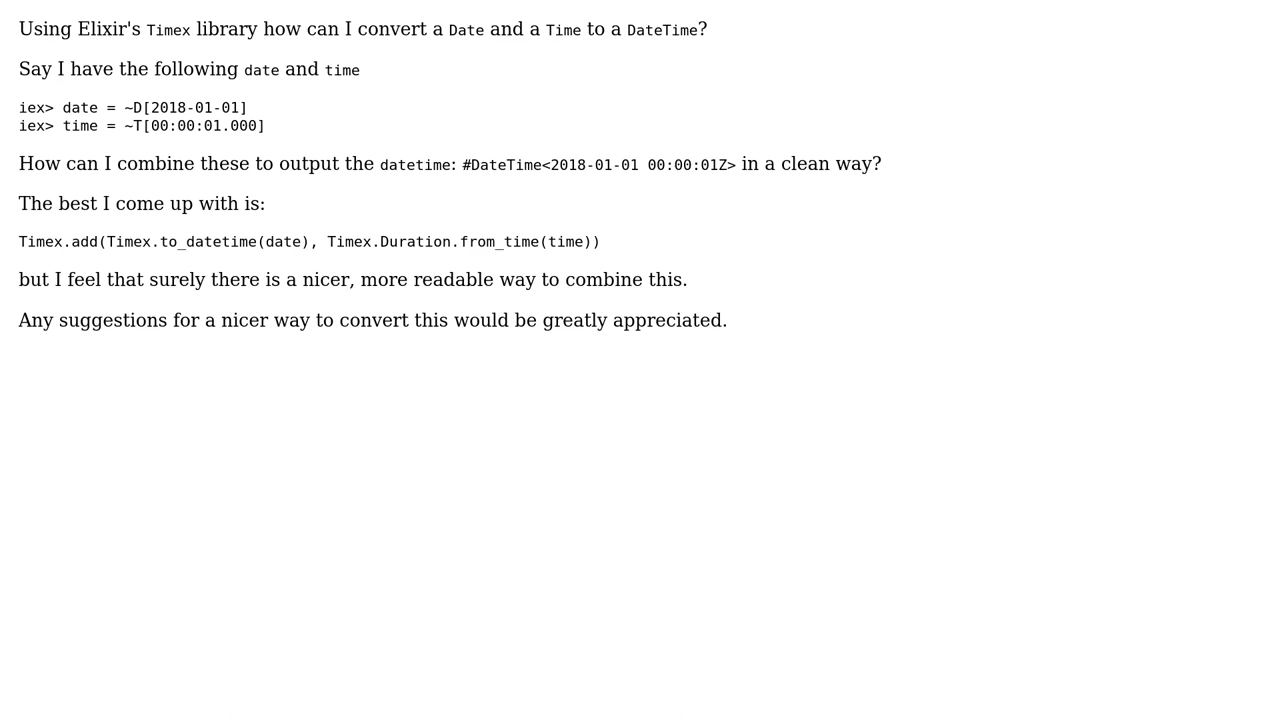 Using Elixir's Timex library how can I convert a Date and a Time to a DateTime?
Say I have the following date and time
iex> date = ~D[2018-01-01]
iex> time = ~T[00:00:01.000]
How can I combine these to output the datetime: #DateTime<2018-01-01 00:00:01Z> in a clean way?
The best I come up with is:
Timex.add(Timex.to_datetime(date), Timex.Duration.from_time(time))
but I feel that surely there is a nicer, more readable way to combine this.
Any suggestions for a nicer way to convert this would be greatly appreciated.